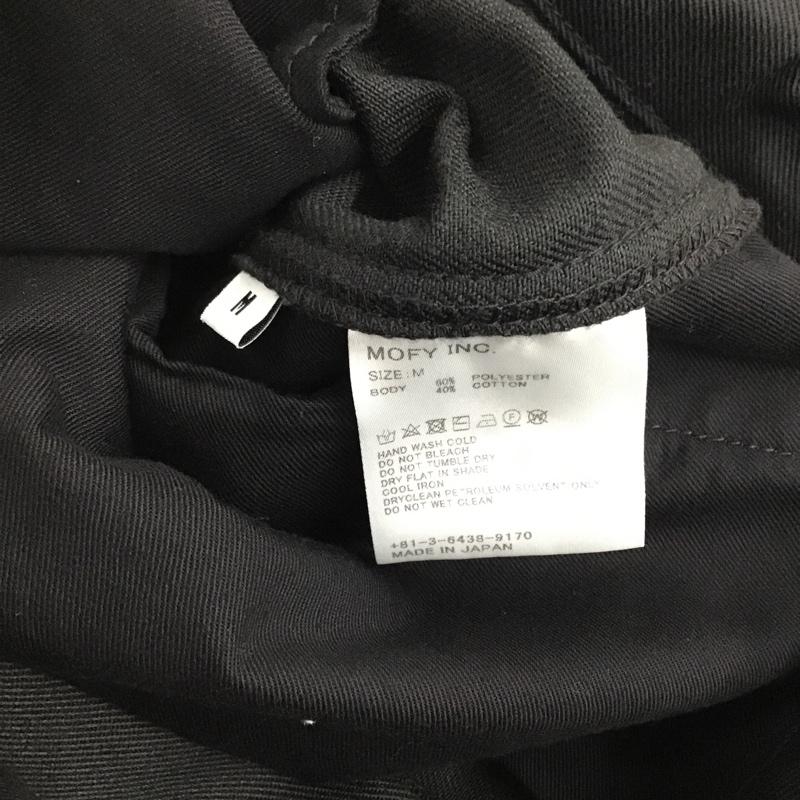 M
MOFY INC.
SIZE : M
BODY 60% POLYESTER
40% COTTON
HAND WASH COLD
DO NOT BLEACH
DO NOT TUMBLE DRY
DRY FLAT IN SHADE
COOL IRON
DRYCLEAN PETROLEUM SOLVENT ONLY
DO NOT WET CLEAN
+81-3-6438-9170
MADE IN JAPAN